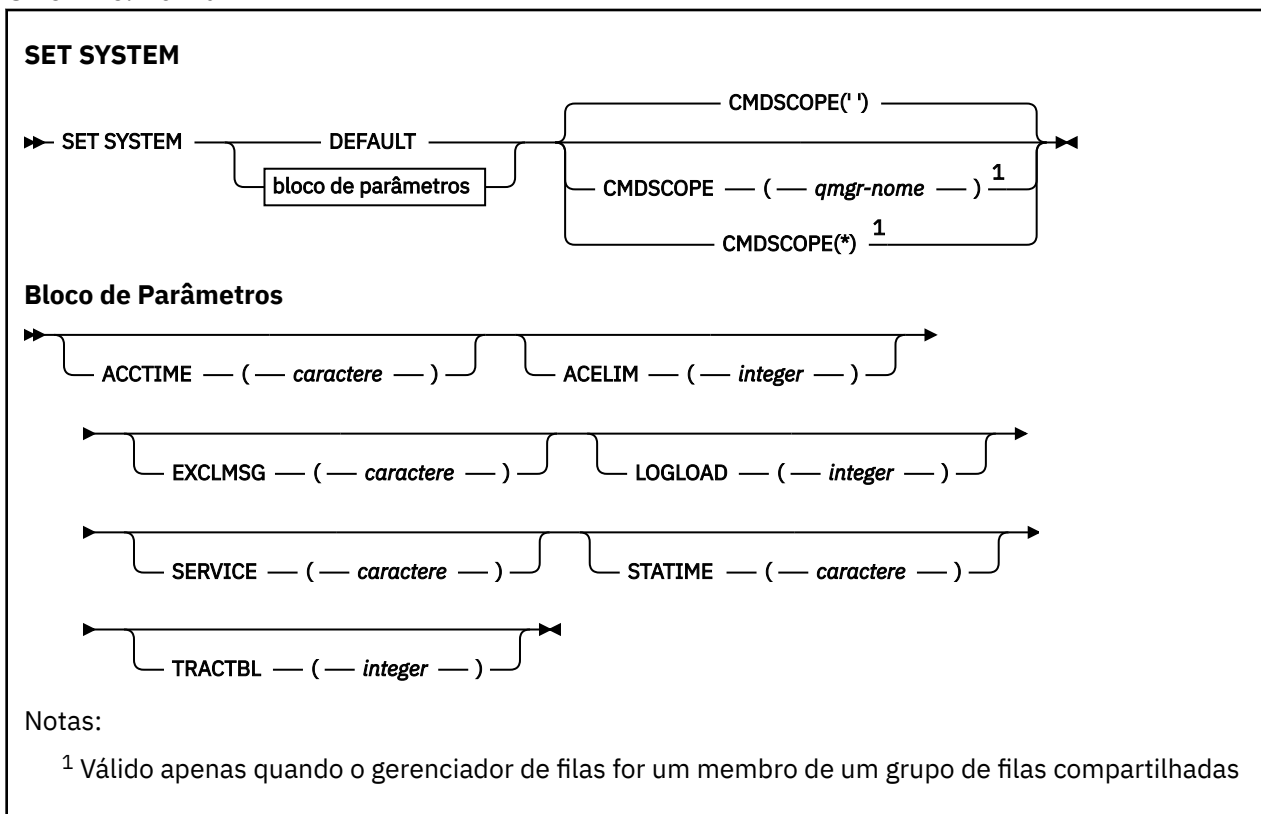 SET SYSTEM
CMDSCOPE(' ')
SET SYSTEM DEFAULT
bloco de parâmetros CMDSCOPE ( qmgr-nome ) 1
CMDSCOPE(*) 1
Bloco de Parâmetros
ACCTIME ( caractere ) ACELIM ( integer )
EXCLMSG ( caractere ) LOGLOAD ( integer )
SERVICE ( caractere ) STATIME ( caractere )
TRACTBL ( integer )
Notas:
1 Válido apenas quando o gerenciador de filas for um membro de um grupo de filas compartilhadas